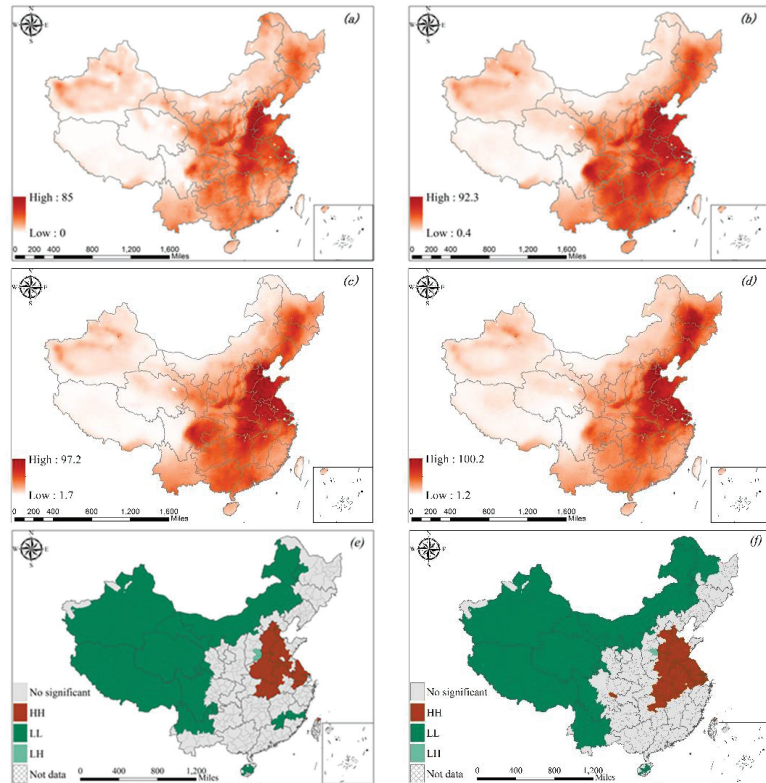 N
W E
S
(a)
High : 85
Low : 0
0 200 400 800 1,200 1,600
Miles
N
W E
S
(b)
High : 92.3
Low : 0.4
0 200 400 800 1,200 1,600
Miles
N
W E
S
(c)
High : 97.2
Low : 1.7
0 200 400 800 1,200 1,600
Miles
N
W E
S
(d)
High : 100.2
Low : 1.2
0 200 400 800 1,200 1,600
Miles
N
W E
S
(e)
No significant
HH
LL
LH
Not data
0 400 800 1,200
Miles
N
W E
S
(f)
No significant
HH
LL
LH
Not data
0 400 800 1,200
Miles